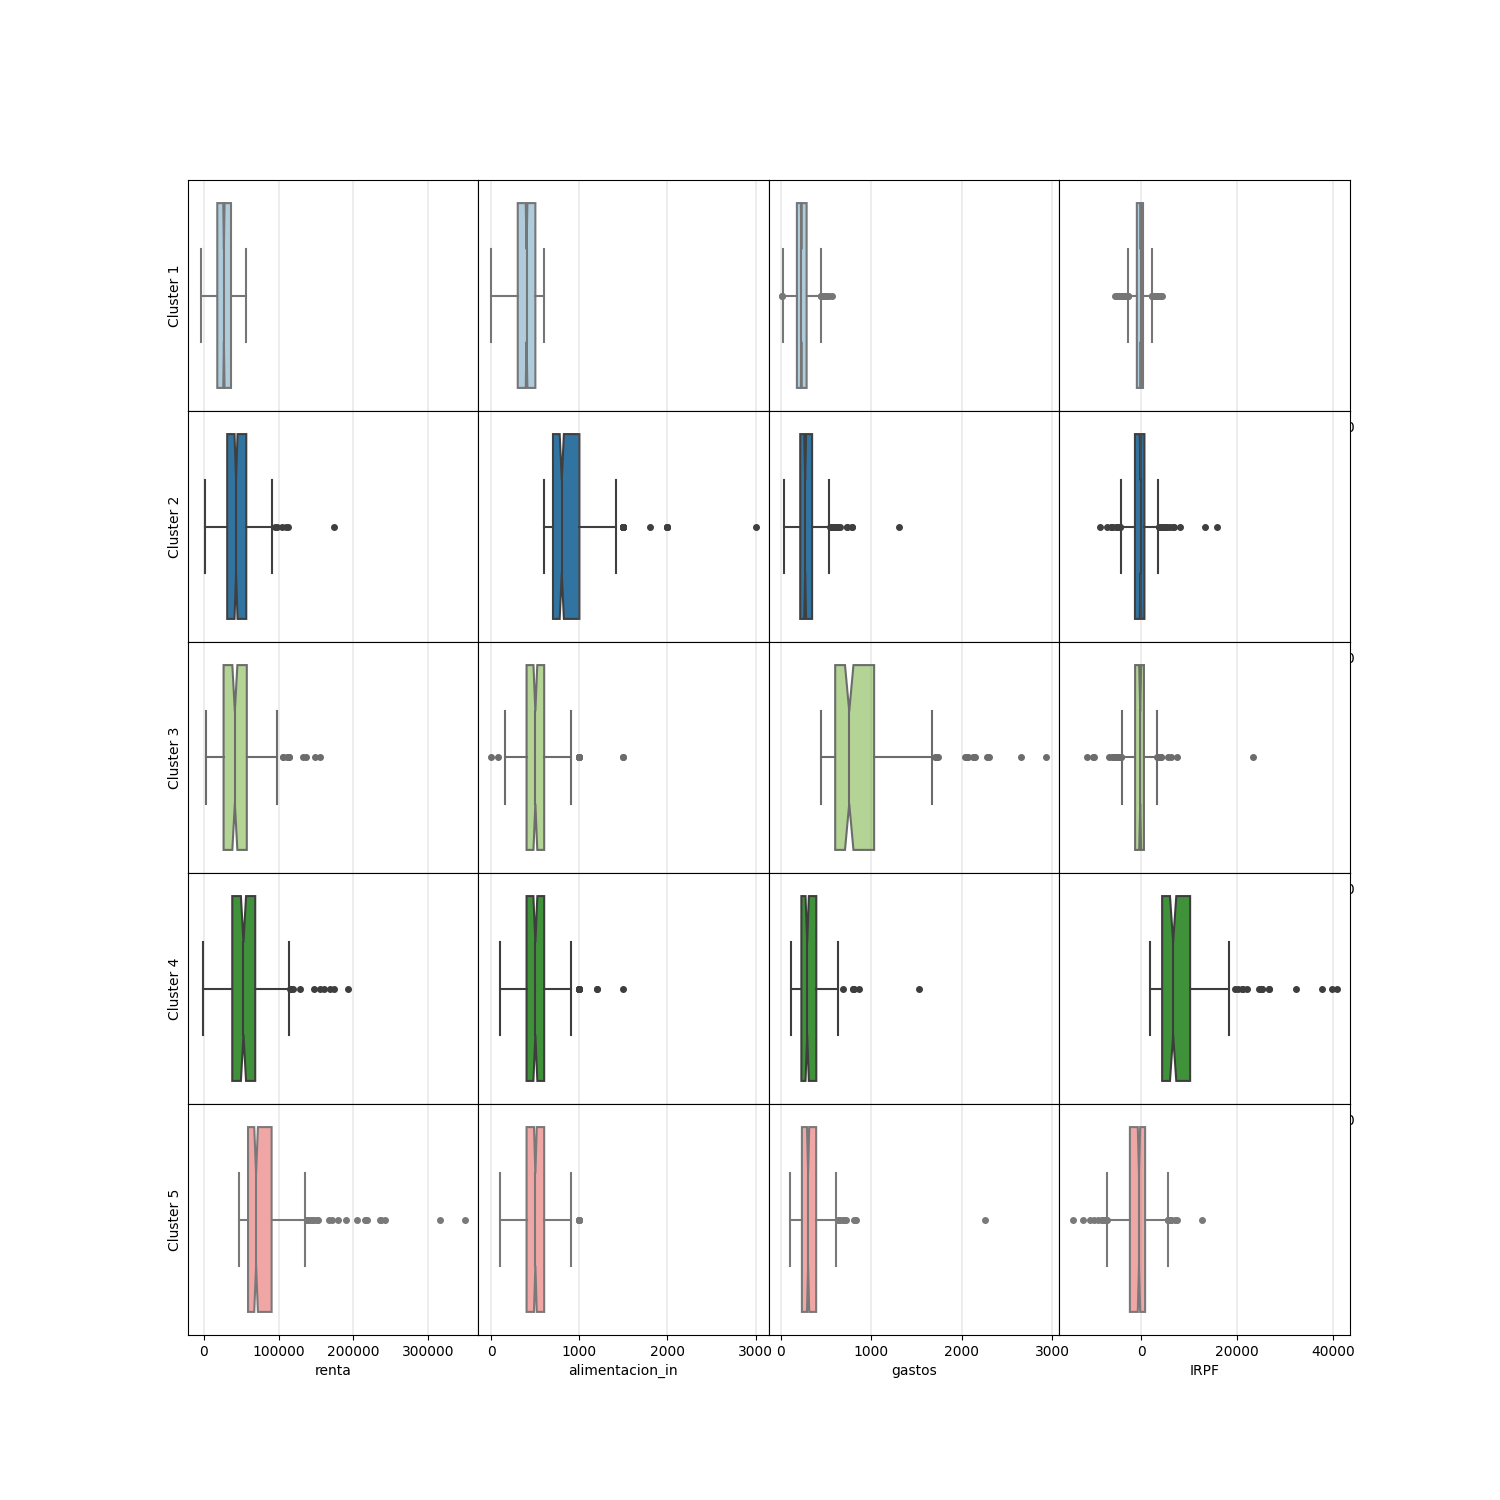 Cluster 1
Cluster 2
Cluster 3
Cluster 4
Cluster 5
0 100000 200000 300000 0 1000 2000 3000 0 1000 2000 3000 0 20000 40000
renta alimentacion_in gastos IRPF